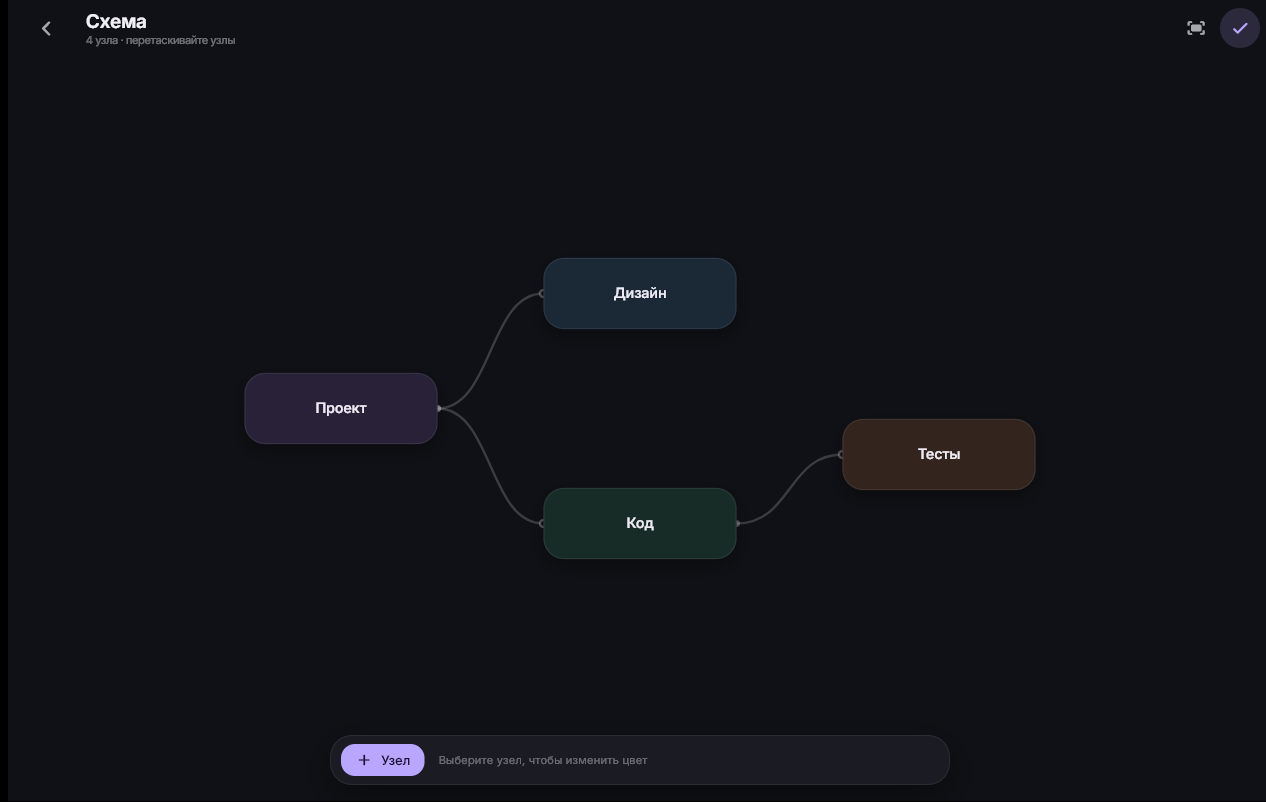 Схема
4 узла · перетаскивайте узлы
Дизайн
Проект
Тесты
Код
Узел
Выберите узел, чтобы изменить цвет